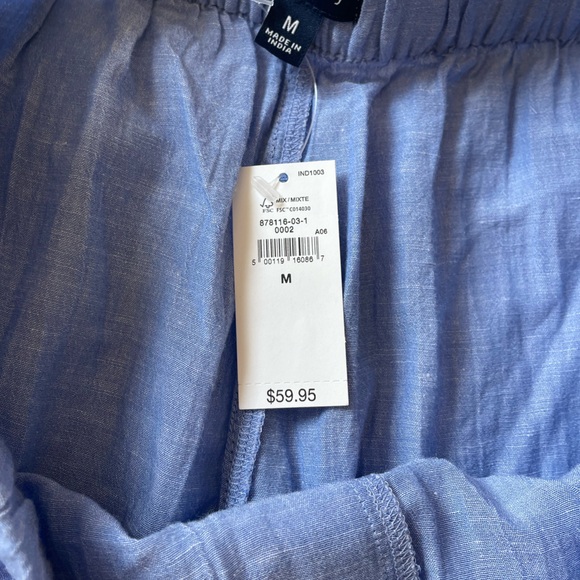 M
MADE IN
INDIA
IND1003
MIX/MIXTE
FSC FSC™ C014030
878116-03-1
0002
A06
5 00119 16086 7
M
$59.95